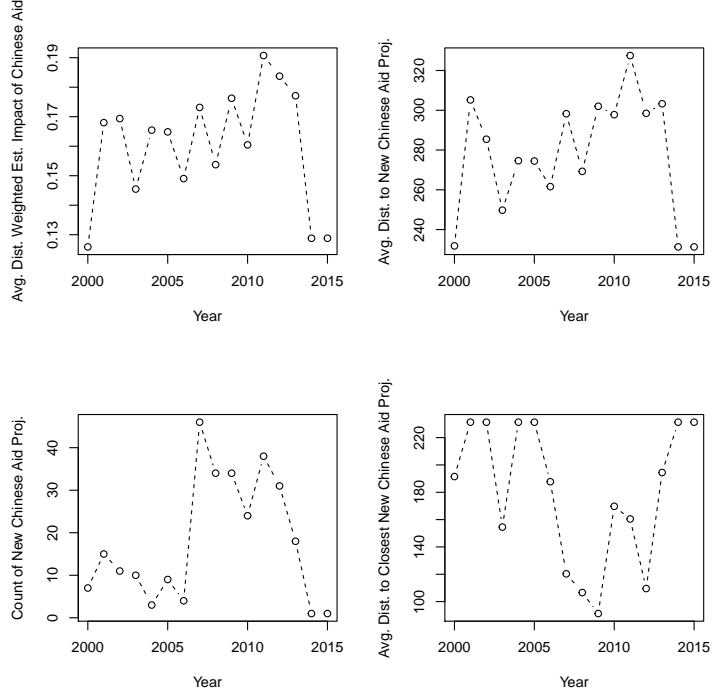 Avg. Dist. Weighted Est. Impact of Chinese Aid
0.19
0.17
0.15
0.13
2000 2005 2010 2015
Year
Avg. Dist. to New Chinese Aid Proj.
320
300
280
260
240
2000 2005 2010 2015
Year
Count of New Chinese Aid Proj.
40
30
20
10
0
2000 2005 2010 2015
Year
Avg. Dist. to Closest New Chinese Aid Proj.
220
180
140
100
2000 2005 2010 2015
Year